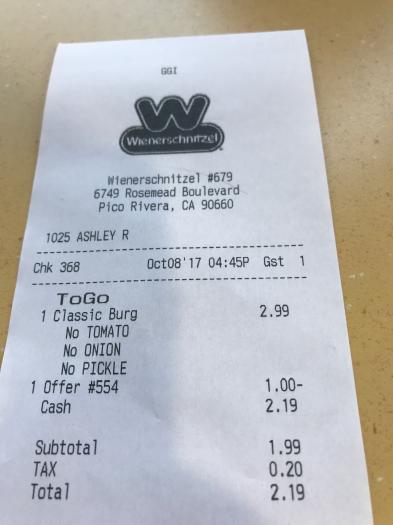 GGI
W
Wienerschnitzel
Wienerschnitzel #679
6749 Rosemead Boulevard
Pico Rivera, CA 90660
1025 ASHLEY R
Chk 368 Oct08'17 04:45P Gst 1
ToGo
1 Classic Burg 2.99
No TOMATO
No ONION
No PICKLE
1 Offer #554 1.00-
Cash 2.19
Subtotal 1.99
TAX 0.20
Total 2.19